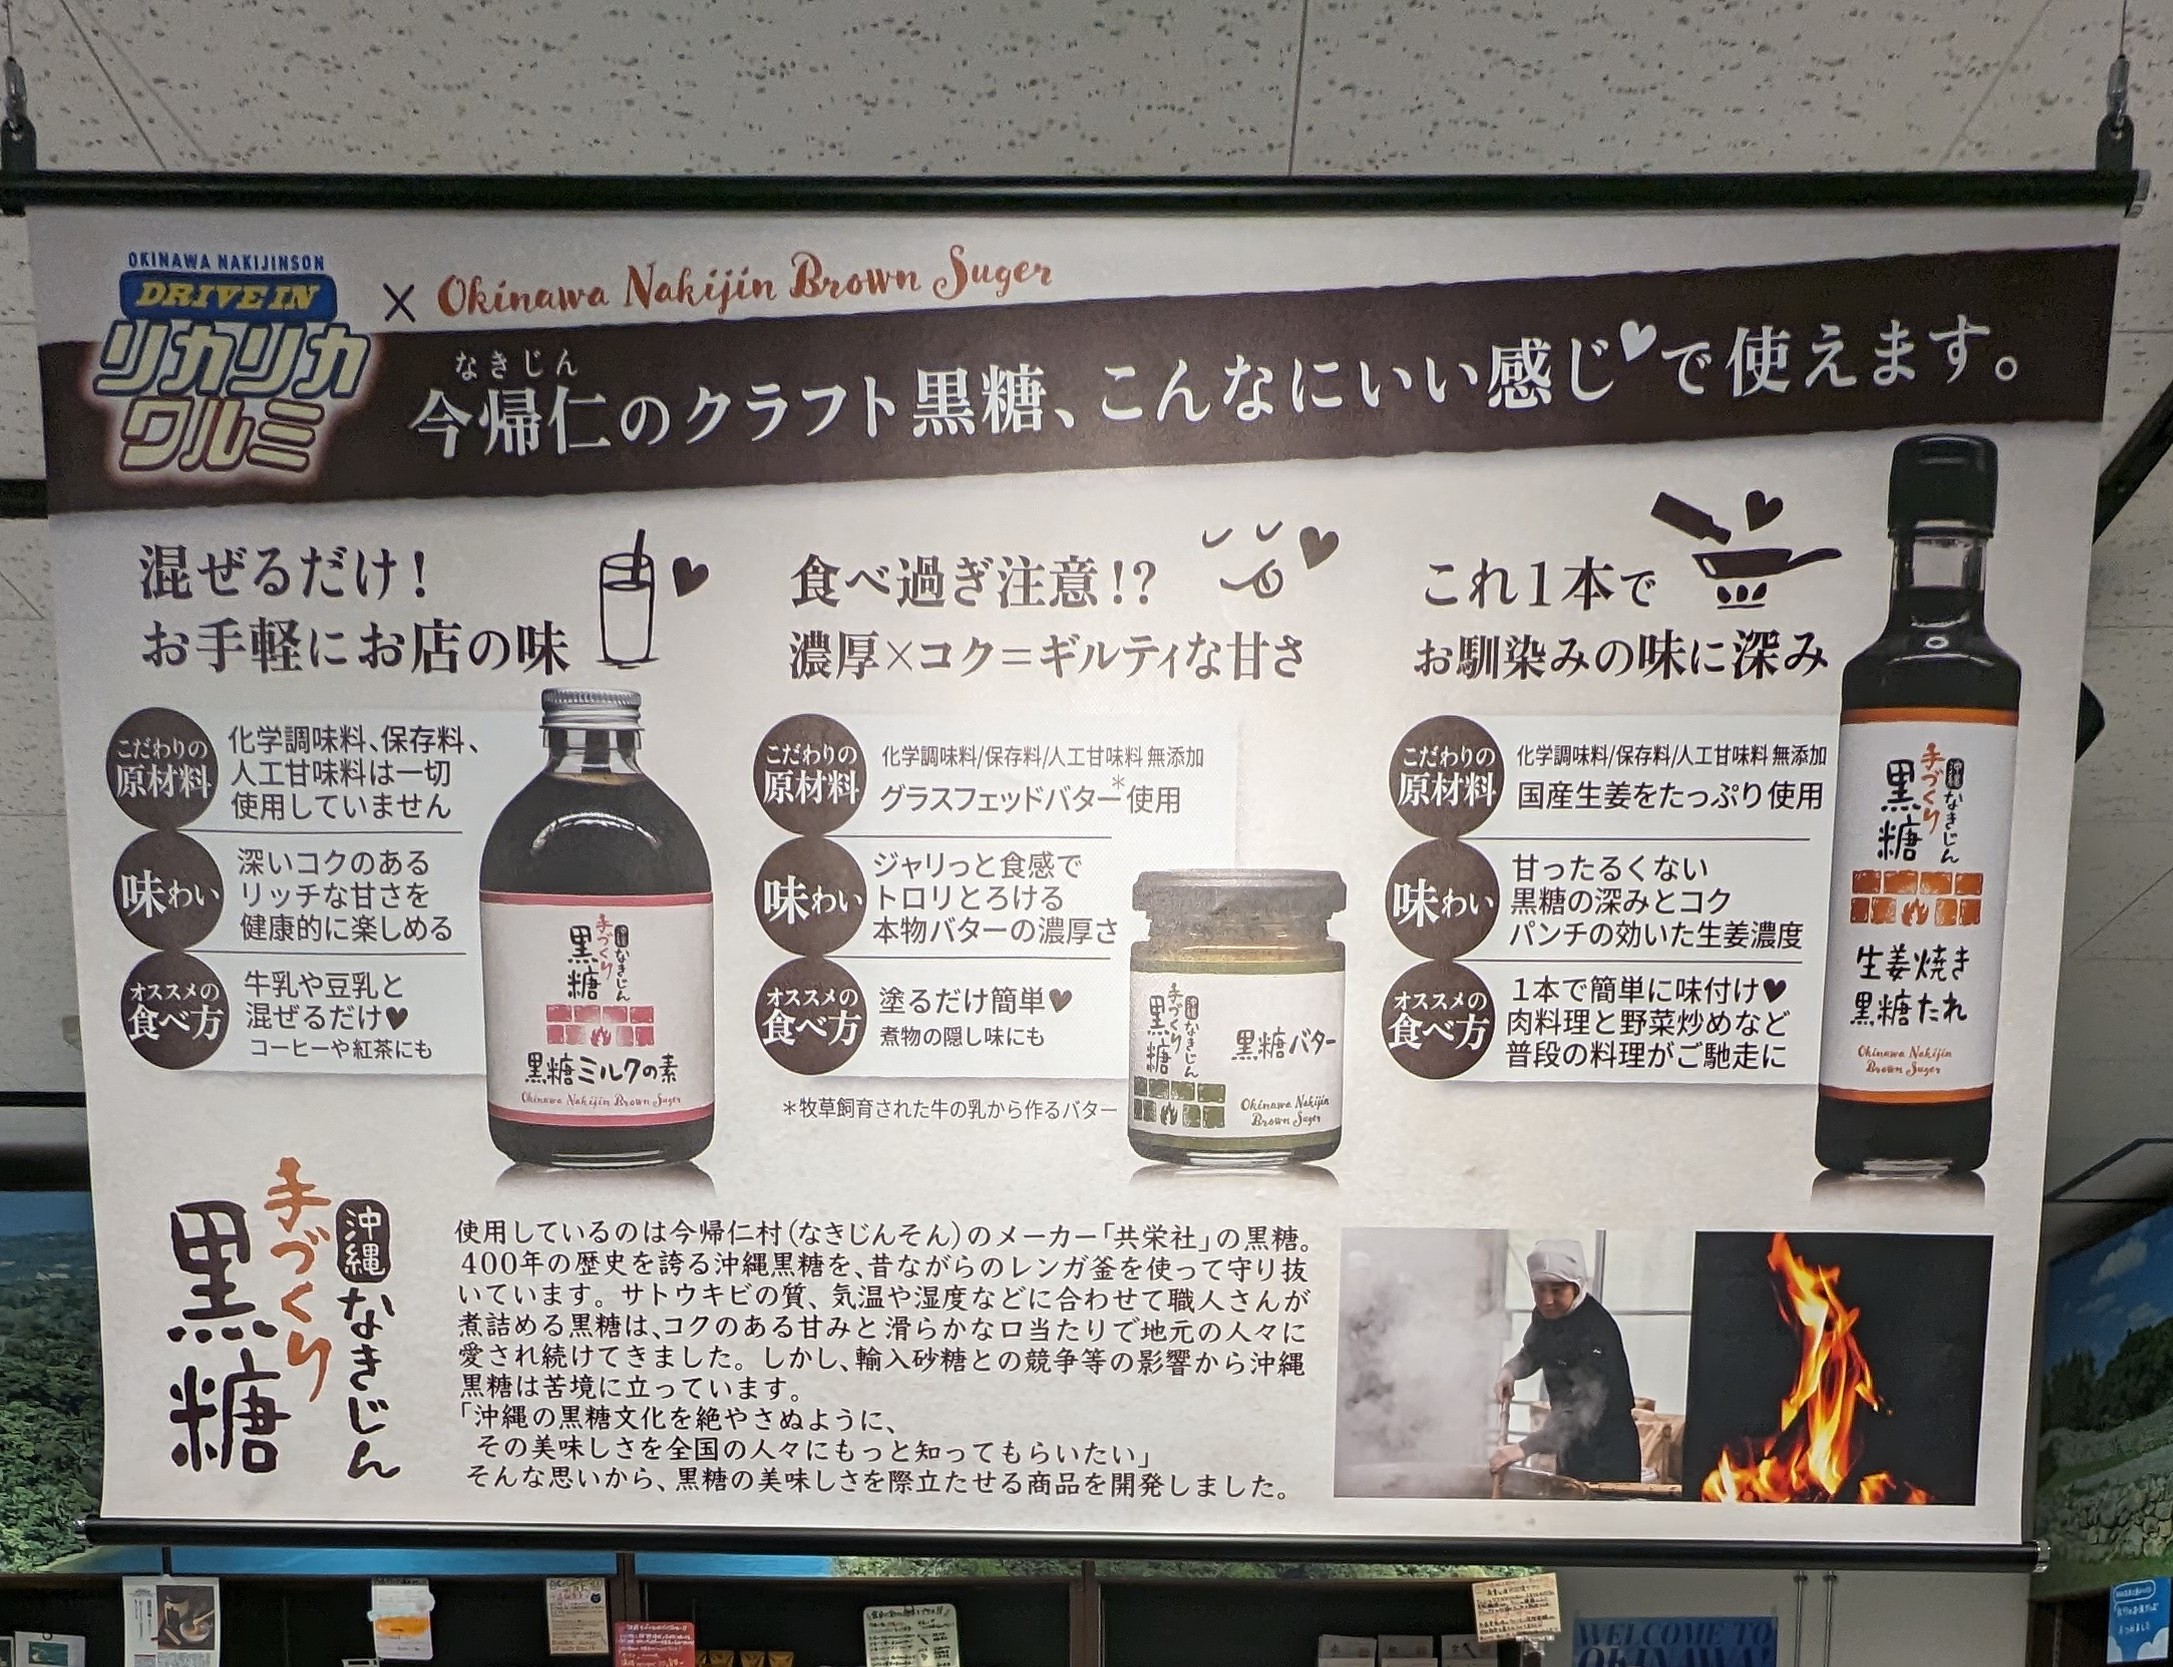 OKINAWA NAKIJINSON
DRIVE IN
リカリカ
ワルミ
× Okinawa Nakijin Brown Suger
なきじん
今帰仁のクラフト黒糖、こんなにいい感じ♥で使えます。
混ぜるだけ！
お手軽にお店の味
こだわりの
原材料
化学調味料、保存料、
人工甘味料は一切
使用していません
味わい
深いコクのある
リッチな甘さを
健康的に楽しめる
オススメの
食べ方
牛乳や豆乳と
混ぜるだけ♥
コーヒーや紅茶にも
沖縄なきじん
手づくり
黒糖
黒糖ミルクの素
Okinawa Nakijin Brown Suger
食べ過ぎ注意!?
濃厚×コク＝ギルティな甘さ
こだわりの
原材料
化学調味料/保存料/人工甘味料 無添加
グラスフェッドバター＊使用
味わい
ジャリっと食感で
トロリとろける
本物バターの濃厚さ
オススメの
食べ方
塗るだけ簡単♥
煮物の隠し味にも
＊牧草飼育された牛の乳から作るバター
沖縄なきじん
手づくり
黒糖
黒糖バター
Okinawa Nakijin
Brown Suger
これ1本で
お馴染みの味に深み
こだわりの
原材料
化学調味料/保存料/人工甘味料 無添加
国産生姜をたっぷり使用
味わい
甘ったるくない
黒糖の深みとコク
パンチの効いた生姜濃度
オススメの
食べ方
1本で簡単に味付け♥
肉料理と野菜炒めなど
普段の料理がご馳走に
沖縄なきじん
手づくり
黒糖
生姜焼き
黒糖たれ
Okinawa Nakijin
Brown Suger
沖縄なきじん
手づくり
黒糖
使用しているのは今帰仁村（なきじんそん）のメーカー「共栄社」の黒糖。
400年の歴史を誇る沖縄黒糖を、昔ながらのレンガ釜を使って守り抜
いています。サトウキビの質、気温や湿度などに合わせて職人さんが
煮詰める黒糖は、コクのある甘みと滑らかな口当たりで地元の人々に
愛され続けてきました。しかし、輸入砂糖との競争等の影響から沖縄
黒糖は苦境に立っています。
「沖縄の黒糖文化を絶やさぬように、
その美味しさを全国の人々にもっと知ってもらいたい」
そんな思いから、黒糖の美味しさを際立たせる商品を開発しました。
WELCOME TO
OKINAWA!